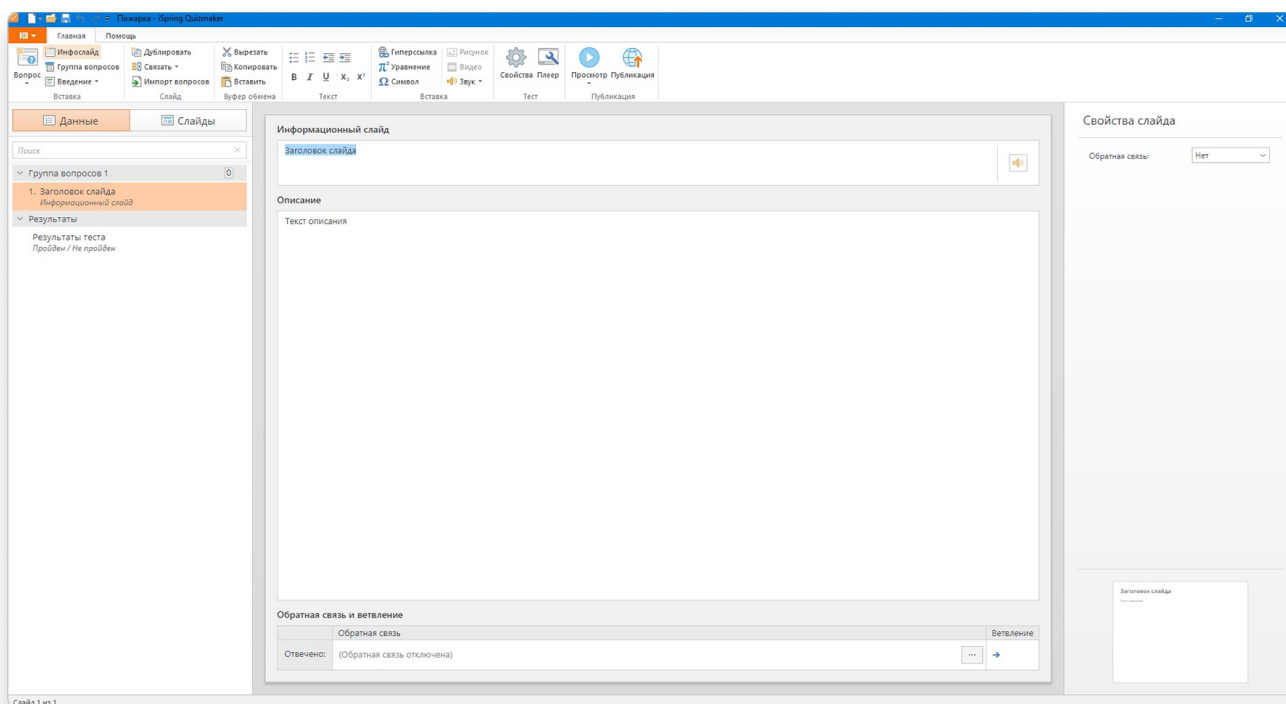 Пожарка - iSpring Quizmaker
Главная Помощь
Вопрос
Инфослайд
Группа вопросов
Введение
Вставка
Дублировать
Связать
Импорт вопросов
Слайд
Вырезать
Копировать
Вставить
Буфер обмена
B I U X₂ X²
Текст
Гиперссылка
Уравнение
Символ
Рисунок
Видео
Звук
Вставка
Свойства Плеер
Тест
Просмотр Публикация
Публикация
Данные Слайды
Поиск
Группа вопросов 1 0
1. Заголовок слайда
Информационный слайд
Результаты
Результаты теста
Пройден / Не пройден
Информационный слайд
Заголовок слайда
Описание
Текст описания
Обратная связь и ветвление
Обратная связь Ветвление
Отвечено: (Обратная связь отключена) ...
Свойства слайда
Обратная связь: Нет
Заголовок слайда
Слайд 1 из 1